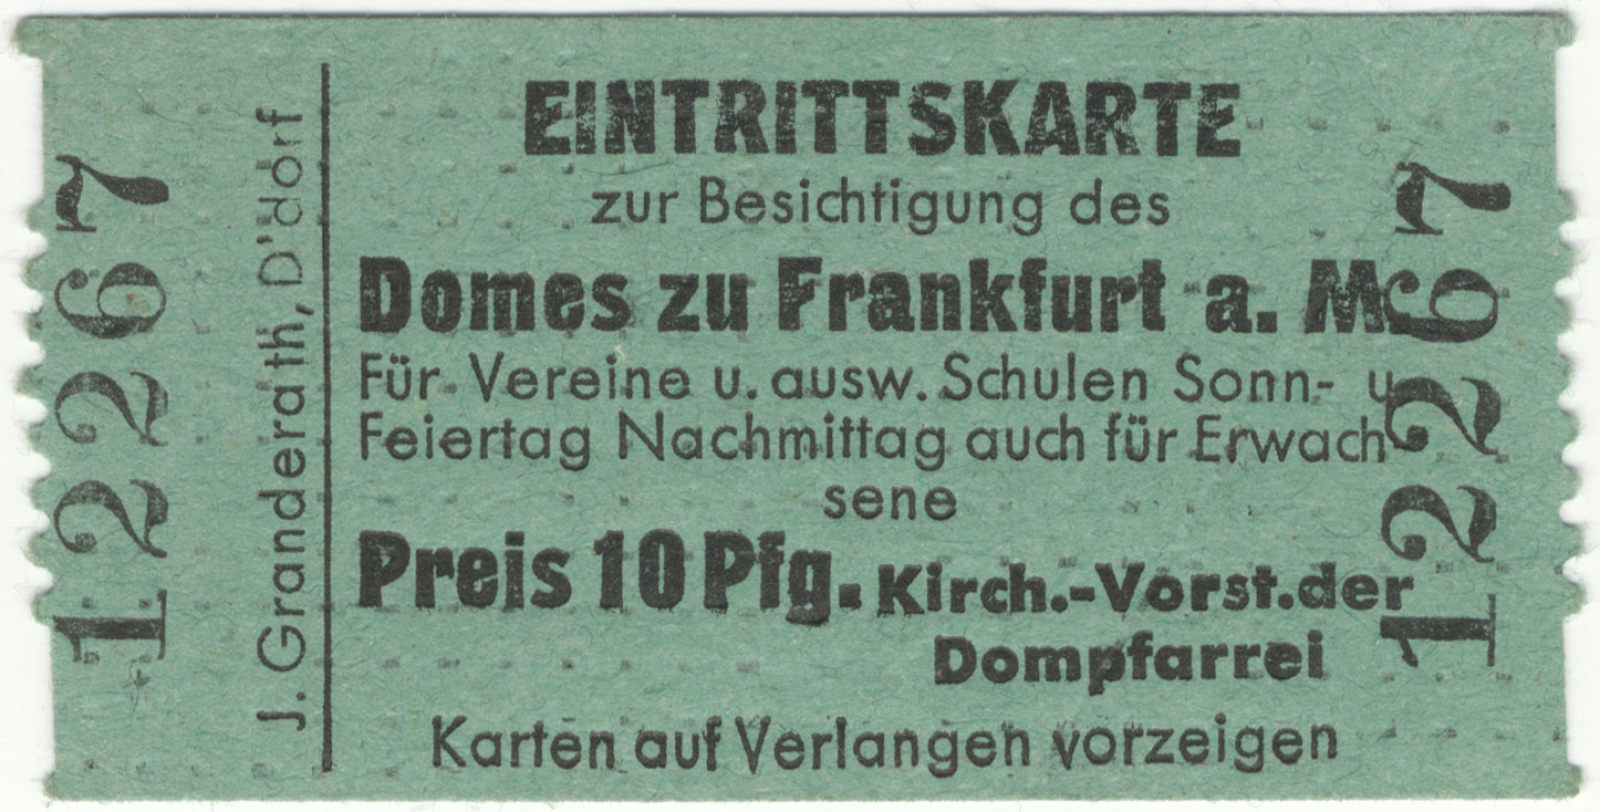 12267
J. Granderath, D'dorf
EINTRITTSKARTE
zur Besichtigung des
Domes zu Frankfurt a. M.
Für Vereine u. ausw. Schulen Sonn- u
Feiertag Nachmittag auch für Erwach
sene
Preis 10 Pfg. Kirch.-Vorst.der
Dompfarrei
Karten auf Verlangen vorzeigen
12267